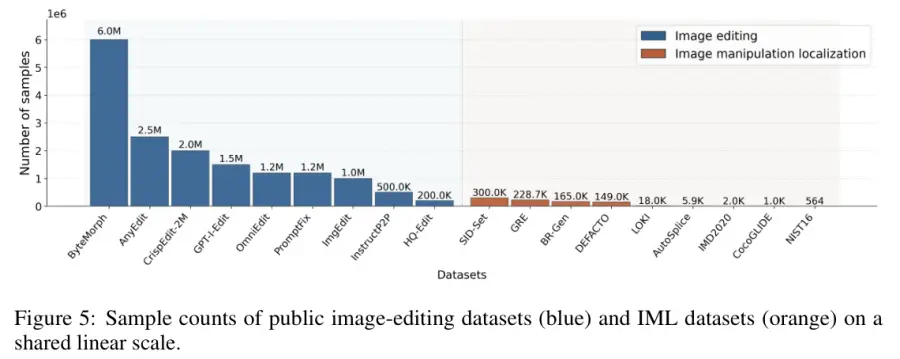 1e6
6.0M
Image editing
Image manipulation localization
6
5
4
3
2
1
0
Number of samples
2.5M
2.0M
1.5M
1.2M
1.2M
1.0M
500.0K
200.0K
300.0K
228.7K
165.0K
149.0K
18.0K
5.9K
2.0K
1.0K
564
ByteMorph
AnyEdit
CrispEdit-2M
GPT-I-Edit
OmniEdit
PromptFix
ImgEdit
InstructP2P
HQ-Edit
SID-Set
GRE
BR-Gen
DEFACTO
LOKI
AutoSplice
IMD2020
CocoGLIDE
NIST16
Datasets
Figure 5: Sample counts of public image-editing datasets (blue) and IML datasets (orange) on a
shared linear scale.